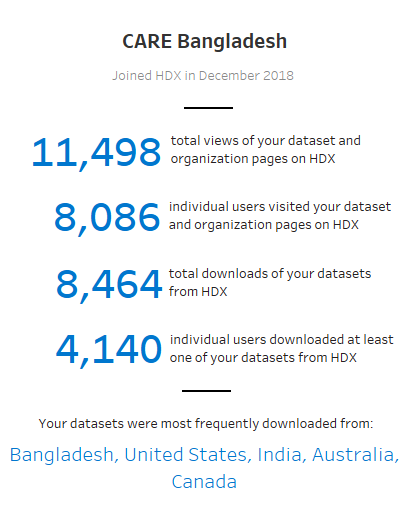 CARE Bangladesh
Joined HDX in December 2018
11,498
total views of your dataset and
organization pages on HDX
8,086
individual users visited your dataset
and organization pages on HDX
8,464
total downloads of your datasets
from HDX
4,140
individual users downloaded at least
one of your datasets from HDX
Your datasets were most frequently downloaded from:
Bangladesh, United States, India, Australia,
Canada